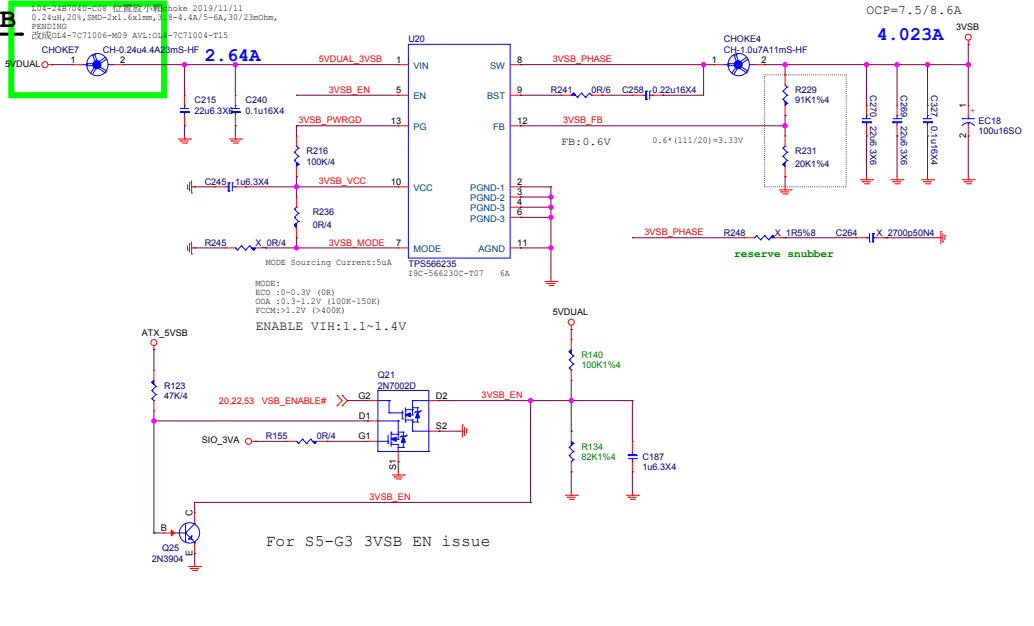 L04-24B7040-C08 位置放小顆choke 2019/11/11
0.24uH,20%,SMD-2x1.6x1mm,3.8-4.4A/5-6A,30/23mOhm,
PENDING
改成OL4-7C71006-M09 AVL:OL4-7C71004-T15
B
CHOKE7
CH-0.24u4.4A23mS-HF
5VDUAL
1
2
2.64A
C215
22u6.3X6
C240
0.1u16X4
U20
5VDUAL_3VSB
1
VIN
3VSB_EN
5
EN
3VSB_PWRGD
13
PG
R216
100K/4
C245
1u6.3X4
3VSB_VCC
10
VCC
R236
0R/4
R245
X_0R/4
3VSB_MODE
7
MODE
SW
8
3VSB_PHASE
BST
9
R241
0R/6
C258
0.22u16X4
FB
12
3VSB_FB
FB:0.6V
0.6*(111/20)=3.33V
PGND-1
2
PGND-2
3
PGND-3
4
PGND-3
6
AGND
11
TPS566235
I9C-566230C-T07
6A
MODE Sourcing Current:5uA
MODE:
ECO :0~0.3V (0R)
OOA :0.3~1.2V (100K~150K)
FCCM:>1.2V (>400K)
ENABLE VIH:1.1~1.4V
OCP=7.5/8.6A
4.023A
3VSB
CHOKE4
CH-1.0u7A11mS-HF
1
2
R229
91K1%4
R231
20K1%4
C270
22u6.3X6
C269
22u6.3X6
C327
0.1u16X4
1
+
2
EC18
100u16SO
3VSB_PHASE
R248
X_1R5%8
C264
X_2700p50N4
reserve snubber
ATX_5VSB
R123
47K/4
20,22,53
VSB_ENABLE#
SIO_3VA
R155
0R/4
Q21
2N7002D
G2
D1
G1
S1
D2
S2
3VSB_EN
5VDUAL
R140
100K1%4
R134
82K1%4
C187
1u6.3X4
3VSB_EN
B
C
E
Q25
2N3904
For S5-G3 3VSB EN issue